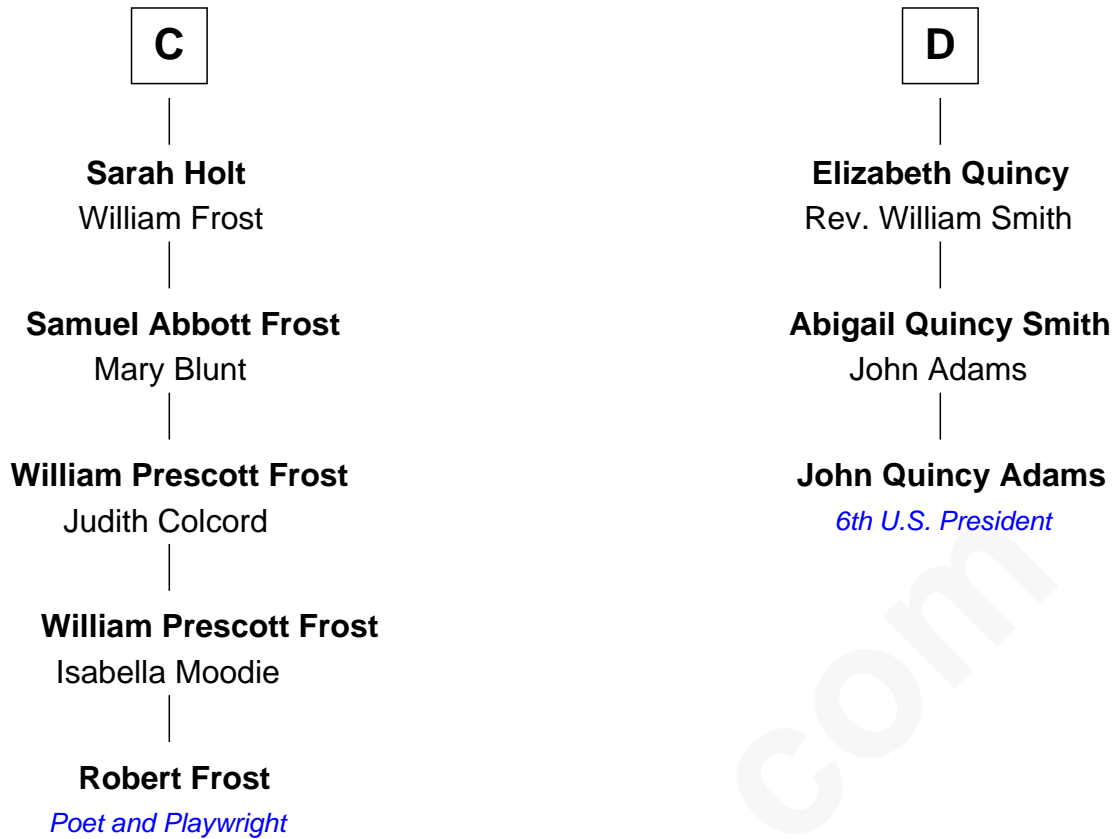 C
Sarah Holt
William Frost
Samuel Abbott Frost
Mary Blunt
William Prescott Frost
Judith Colcord
William Prescott Frost
Isabella Moodie
Robert Frost
Poet and Playwright
D
Elizabeth Quincy
Rev. William Smith
Abigail Quincy Smith
John Adams
John Quincy Adams
6th U.S. President
com